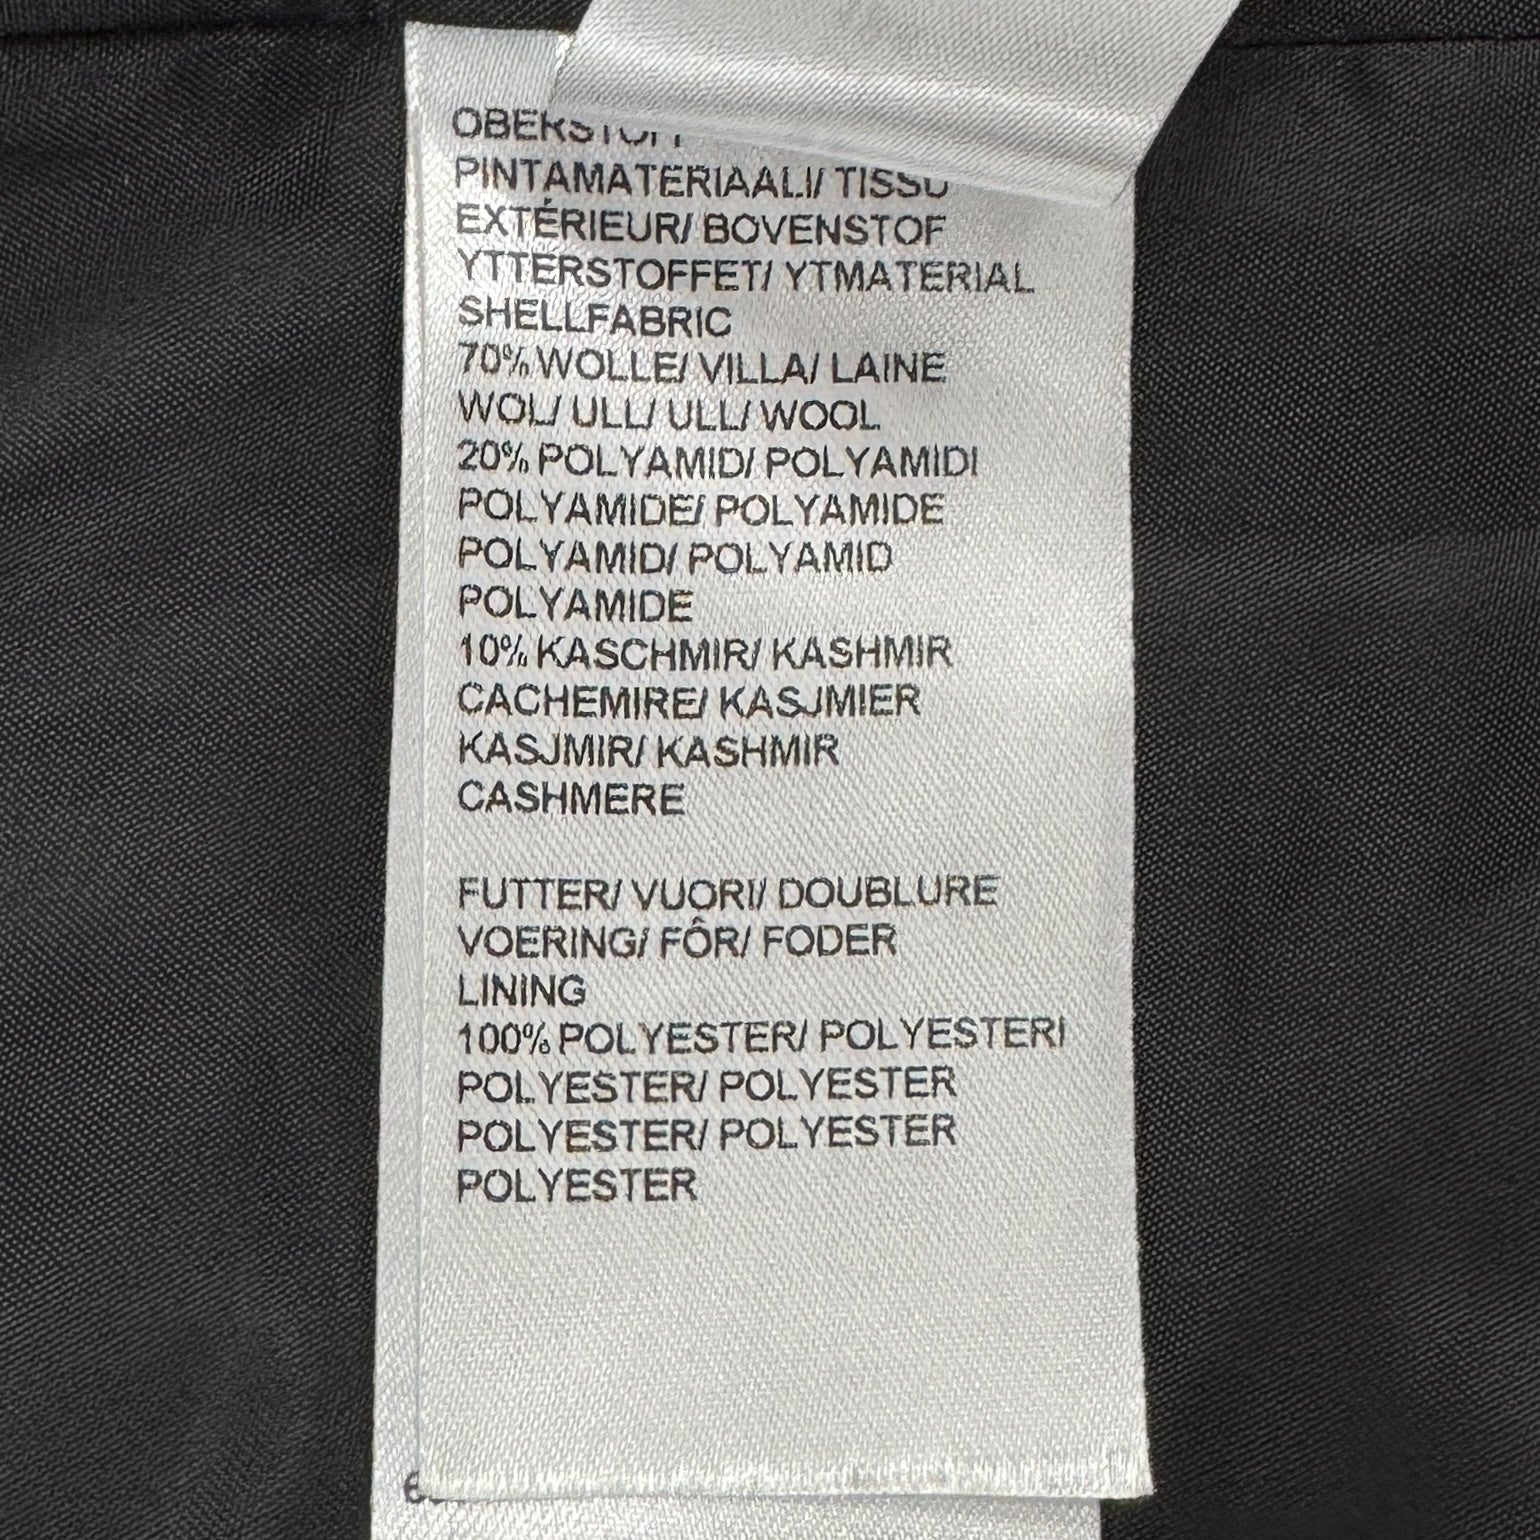 OBERSTOFF
PINTAMATERIAALI/ TISSU
EXTÉRIEUR/ BOVENSTOF
YTTERSTOFFET/ YTMATERIAL
SHELLFABRIC
70% WOLLE/ VILLA/ LAINE
WOL/ ULL/ ULL/ WOOL
20% POLYAMID/ POLYAMIDI
POLYAMIDE/ POLYAMIDE
POLYAMID/ POLYAMID
POLYAMIDE
10% KASCHMIR/ KASHMIR
CACHEMIRE/ KASJMIER
KASJMIR/ KASHMIR
CASHMERE
FUTTER/ VUORI/ DOUBLURE
VOERING/ FÔR/ FODER
LINING
100% POLYESTER/ POLYESTERI
POLYESTER/ POLYESTER
POLYESTER/ POLYESTER
POLYESTER